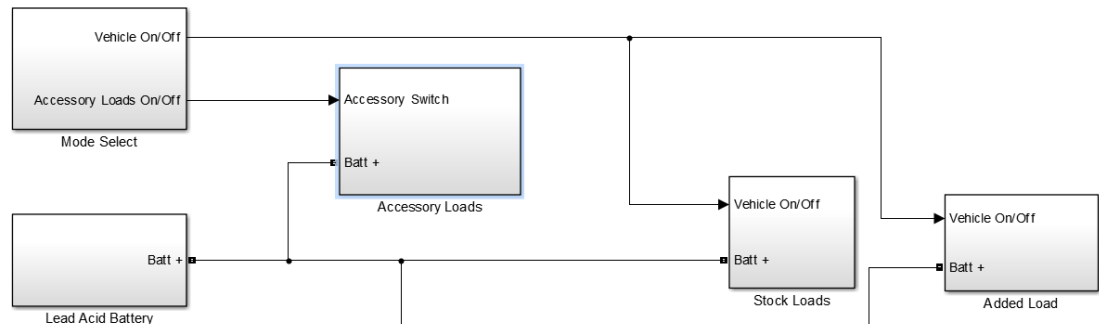 Vehicle On/Off
Accessory Loads On/Off
Mode Select
Accessory Switch
Batt +
Accessory Loads
Batt +
Lead Acid Battery
Vehicle On/Off
Batt +
Stock Loads
Vehicle On/Off
Batt +
Added Load